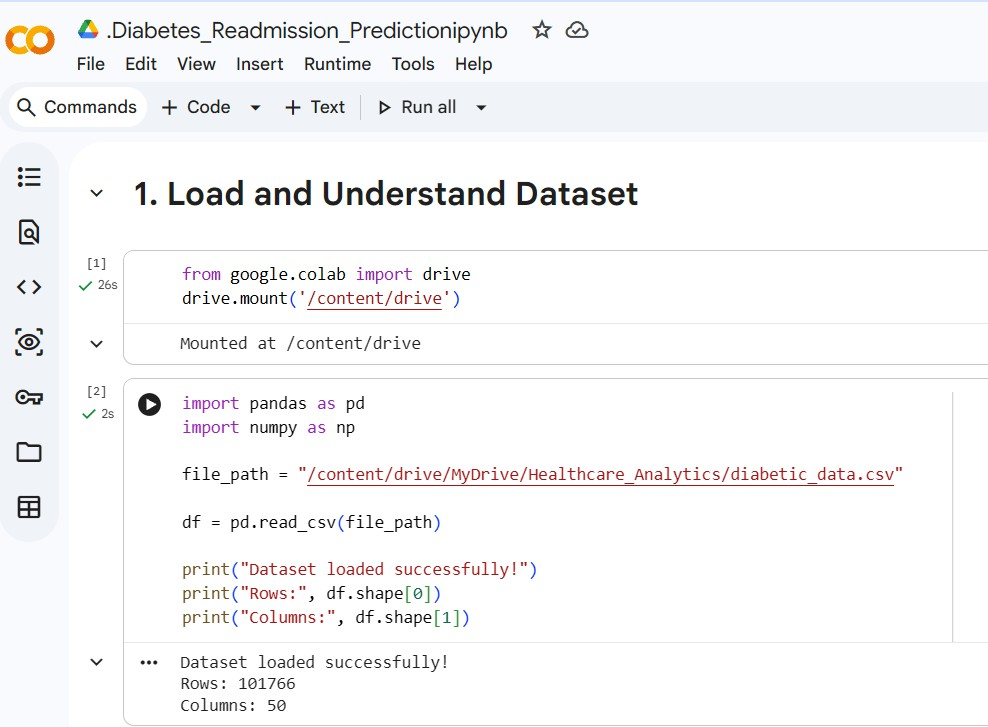 .Diabetes_Readmission_Predictionipynb
File Edit View Insert Runtime Tools Help
Commands + Code + Text Run all
1. Load and Understand Dataset
[1]
26s
from google.colab import drive
drive.mount('/content/drive')
Mounted at /content/drive
[2]
2s
import pandas as pd
import numpy as np
file_path = "/content/drive/MyDrive/Healthcare_Analytics/diabetic_data.csv"
df = pd.read_csv(file_path)
print("Dataset loaded successfully!")
print("Rows:", df.shape[0])
print("Columns:", df.shape[1])
Dataset loaded successfully!
Rows: 101766
Columns: 50